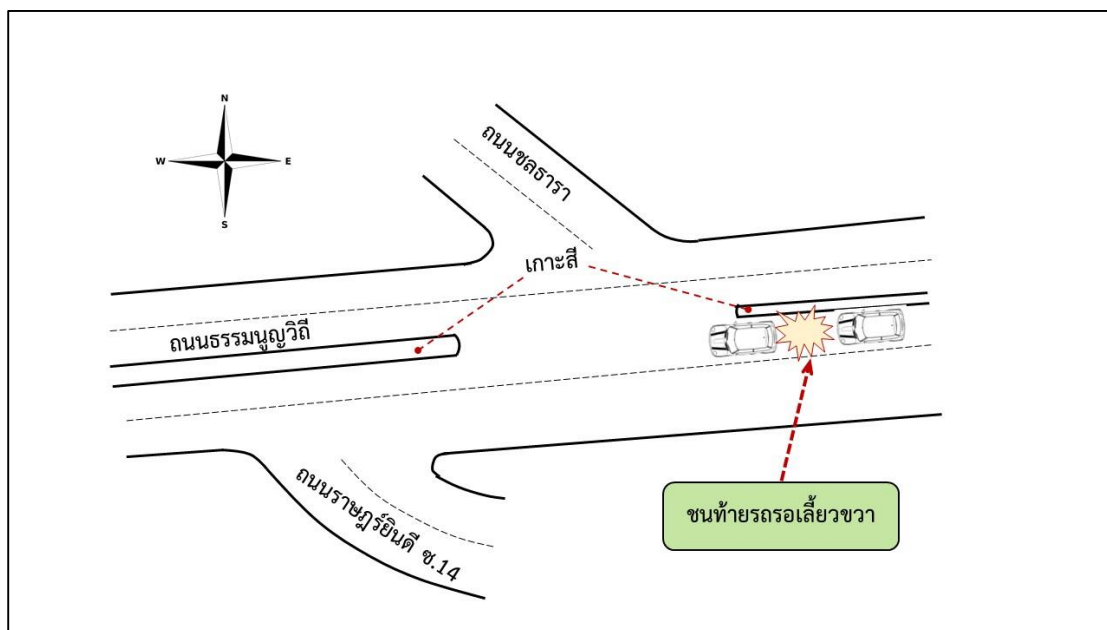 N
W
E
S
ถนนชลธารา
เกาะสี
ถนนธรรมนูญวิถี
ถนนราษฎร์ยินดี ซ.14
ชนท้ายรถรอเลี้ยวขวา